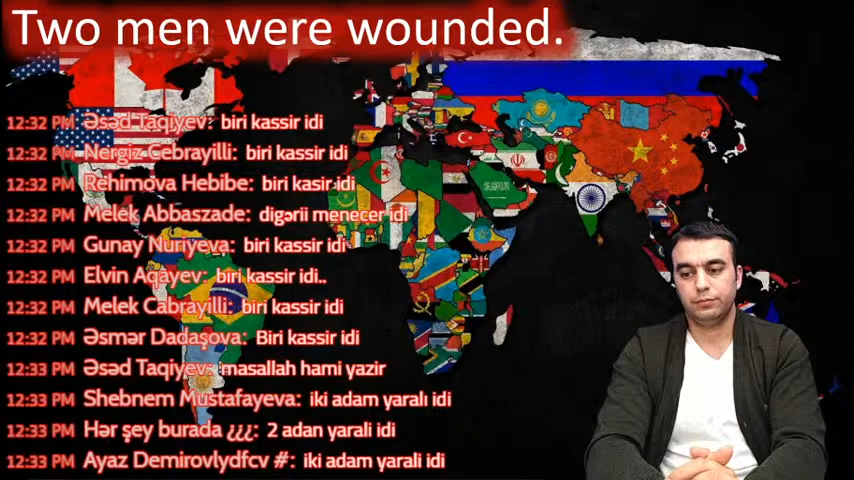 Two men were wounded.
12:32 PM Əsəd Taqiyev: biri kassir idi
12:32 PM Nergiz Cebrayilli: biri kassir idi
12:32 PM Rehimova Hebibe: biri kasir idi
12:32 PM Melek Abbaszade: digərii menecer idi
12:32 PM Gunay Nuriyeva: biri kassir idi
12:32 PM Elvin Aqayev: biri kassir idi..
12:32 PM Melek Cabrayilli: biri kassir idi
12:32 PM Əsmər Dadaşova: Biri kassir idi
12:33 PM Əsəd Taqiyev: masallah hami yazir
12:33 PM Shebnem Mustafayeva: iki adam yaralı idi
12:33 PM Hər şey burada ¿¿¿: 2 adan yarali idi
12:33 PM Ayaz Demirovlydfcv #: iki adam yarali idi